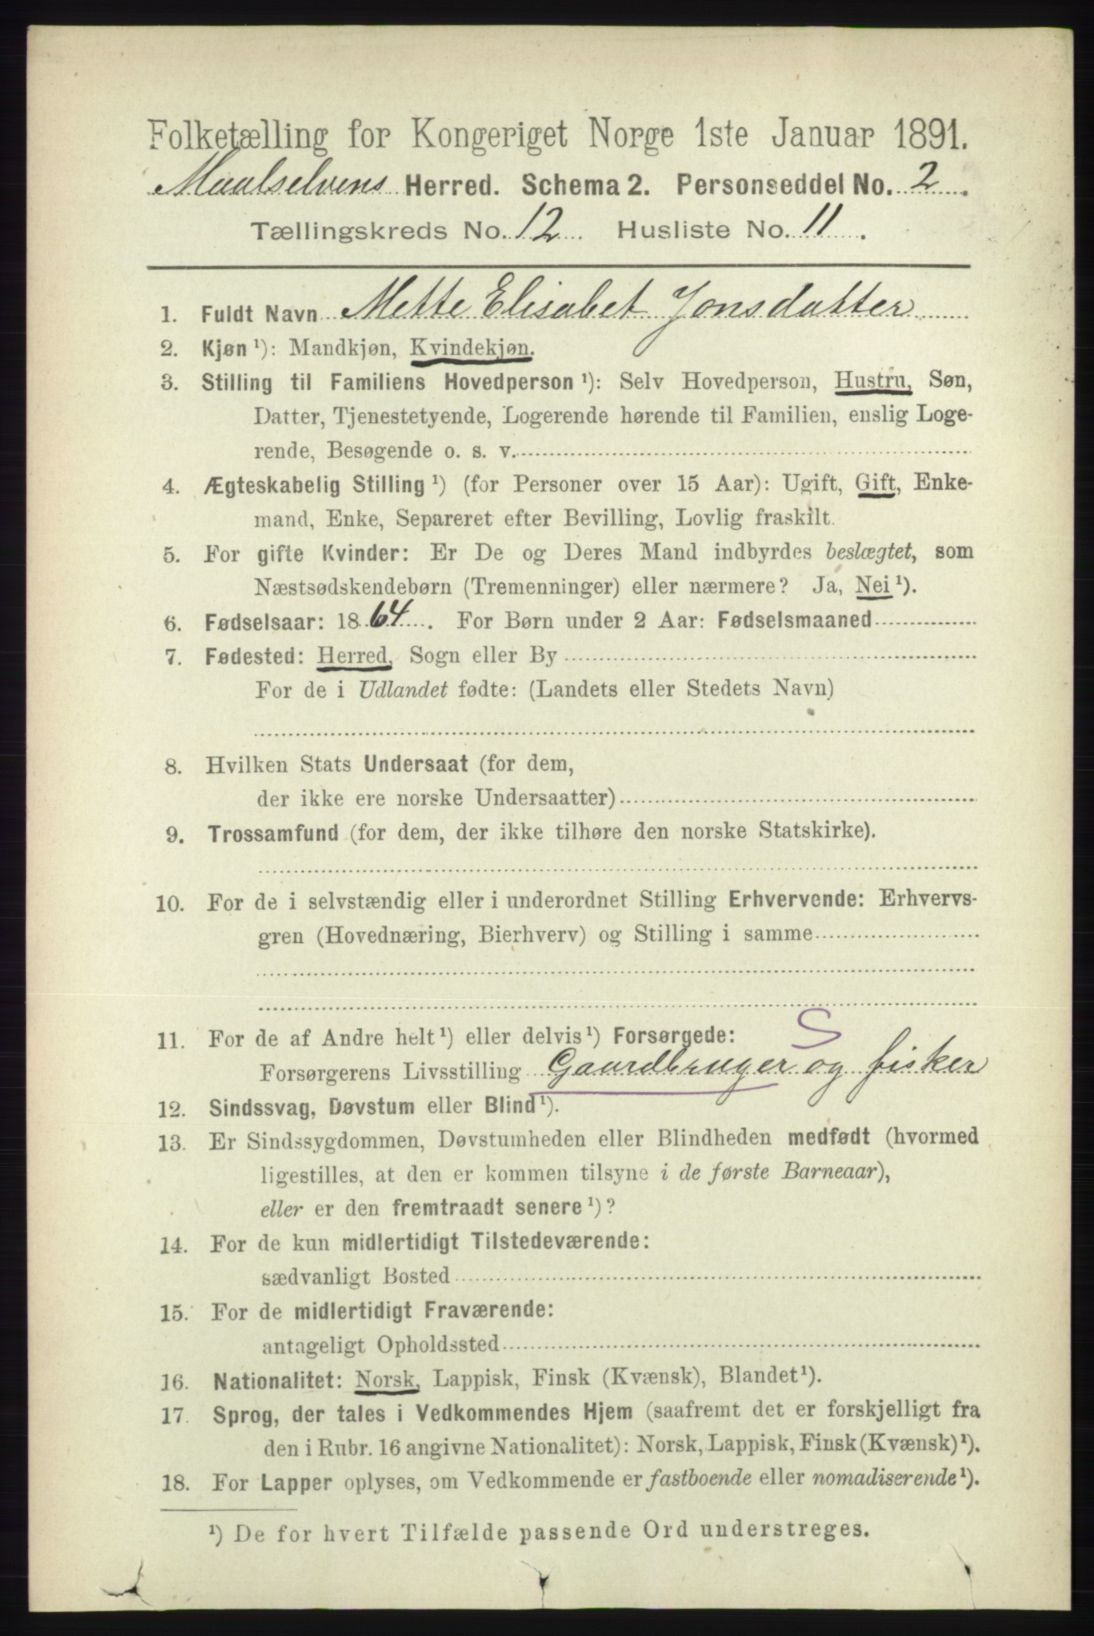 Folketælling for Kongeriget Norge 1ste Januar 1891.
Maalselvens Herred. Schema 2. Personseddel No. 2.
Tællingskreds No. 12. Husliste No. 11.
1. Fuldt Navn Mette Elisabet Jonsdatter
2. Kjøn ¹): Mandkjøn, Kvindekjøn.
3. Stilling til Familiens Hovedperson ¹): Selv Hovedperson, Hustru, Søn,
Datter, Tjenestetyende, Logerende hørende til Familien, enslig Loge-
rende, Besøgende o. s. v.
4. Ægteskabelig Stilling ¹) (for Personer over 15 Aar): Ugift, Gift, Enke-
mand, Enke, Separeret efter Bevilling, Lovlig fraskilt.
5. For gifte Kvinder: Er De og Deres Mand indbyrdes beslægtet, som
Næstsødskendebørn (Tremenninger) eller nærmere? Ja, Nei ¹).
6. Fødselsaar: 1864. For Børn under 2 Aar: Fødselsmaaned
7. Fødested: Herred, Sogn eller By
For de i Udlandet fødte: (Landets eller Stedets Navn)
8. Hvilken Stats Undersaat (for dem,
der ikke ere norske Undersaatter)
9. Trossamfund (for dem, der ikke tilhøre den norske Statskirke).
10. For de i selvstændig eller i underordnet Stilling Erhvervende: Erhvervs-
gren (Hovednæring, Bierhverv) og Stilling i samme
11. For de af Andre helt ¹) eller delvis ¹) Forsørgede: S
Forsørgerens Livsstilling Gaardbruger og fisker
12. Sindssvag, Døvstum eller Blind ¹).
13. Er Sindssygdommen, Døvstumheden eller Blindheden medfødt (hvormed
ligestilles, at den er kommen tilsyne i de første Barneaar),
eller er den fremtraadt senere ¹)?
14. For de kun midlertidigt Tilstedeværende:
sædvanligt Bosted
15. For de midlertidigt Fraværende:
antageligt Opholdssted
16. Nationalitet: Norsk, Lappisk, Finsk (Kvænsk), Blandet ¹).
17. Sprog, der tales i Vedkommendes Hjem (saafremt det er forskjelligt fra
den i Rubr. 16 angivne Nationalitet): Norsk, Lappisk, Finsk (Kvænsk) ¹).
18. For Lapper oplyses, om Vedkommende er fastboende eller nomadiserende ¹).
¹) De for hvert Tilfælde passende Ord understreges.